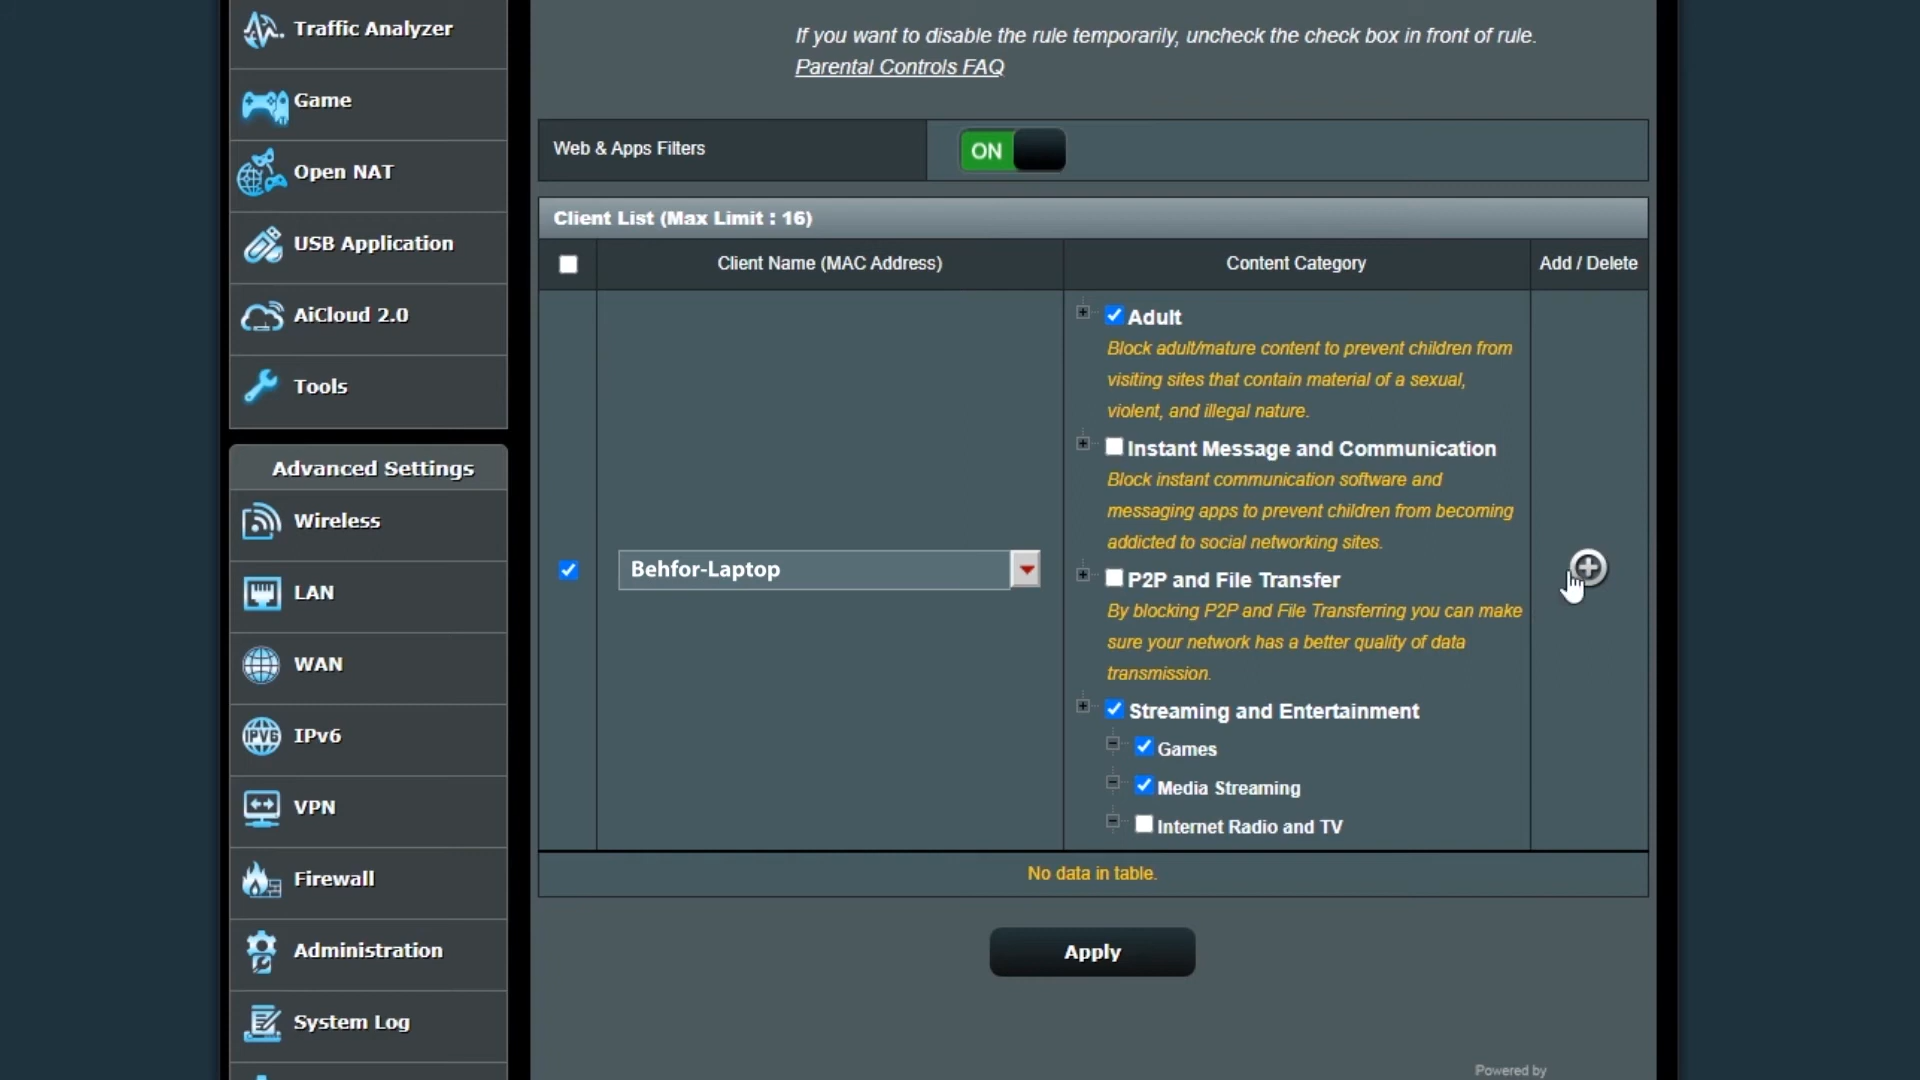 Traffic Analyzer
Game
Open NAT
USB Application
AiCloud 2.0
Tools
Advanced Settings
Wireless
LAN
WAN
IPv6
VPN
Firewall
Administration
System Log
If you want to disable the rule temporarily, uncheck the check box in front of rule.
Parental Controls FAQ
Web & Apps Filters
ON
Client List (Max Limit : 16)
Client Name (MAC Address)
Content Category
Add / Delete
Behfor-Laptop
Adult
Block adult/mature content to prevent children from
visiting sites that contain material of a sexual,
violent, and illegal nature.
Instant Message and Communication
Block instant communication software and
messaging apps to prevent children from becoming
addicted to social networking sites.
P2P and File Transfer
By blocking P2P and File Transferring you can make
sure your network has a better quality of data
transmission.
Streaming and Entertainment
Games
Media Streaming
Internet Radio and TV
No data in table.
Apply
Powered by